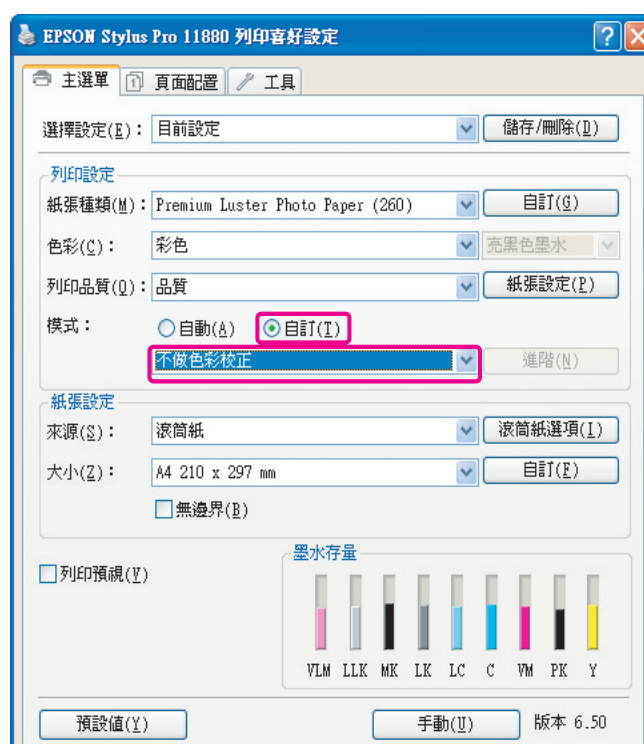 EPSON Stylus Pro 11880 列印喜好設定
主選單 頁面配置 工具
選擇設定(E)： 目前設定 儲存/刪除(D)
列印設定
紙張種類(M)： Premium Luster Photo Paper (260) 自訂(G)
色彩(C)： 彩色 亮黑色墨水
列印品質(Q)： 品質 紙張設定(P)
模式： 自動(A) 自訂(T)
不做色彩校正 進階(N)
紙張設定
來源(S)： 滾筒紙 滾筒紙選項(I)
大小(Z)： A4 210 x 297 mm 自訂(F)
無邊界(B)
墨水存量
列印預視(V)
VLM LLK MK LK LC C VM PK Y
預設值(Y) 手動(U) 版本 6.50